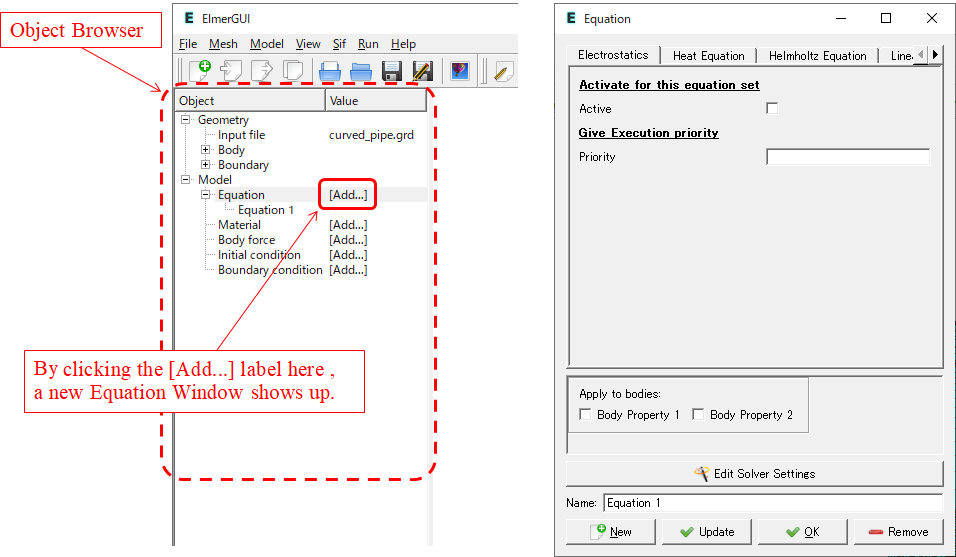 Object Browser
ElmerGUI
File Mesh Model View Sif Run Help
Object Value
Geometry
Input file curved_pipe.grd
Body
Boundary
Model
Equation [Add...]
Equation 1
Material [Add...]
Body force [Add...]
Initial condition [Add...]
Boundary condition [Add...]
By clicking the [Add...] label here ,
a new Equation Window shows up.
Equation
Electrostatics Heat Equation Helmholtz Equation Line
Activate for this equation set
Active
Give Execution priority
Priority
Apply to bodies:
Body Property 1 Body Property 2
Edit Solver Settings
Name: Equation 1
New Update OK Remove